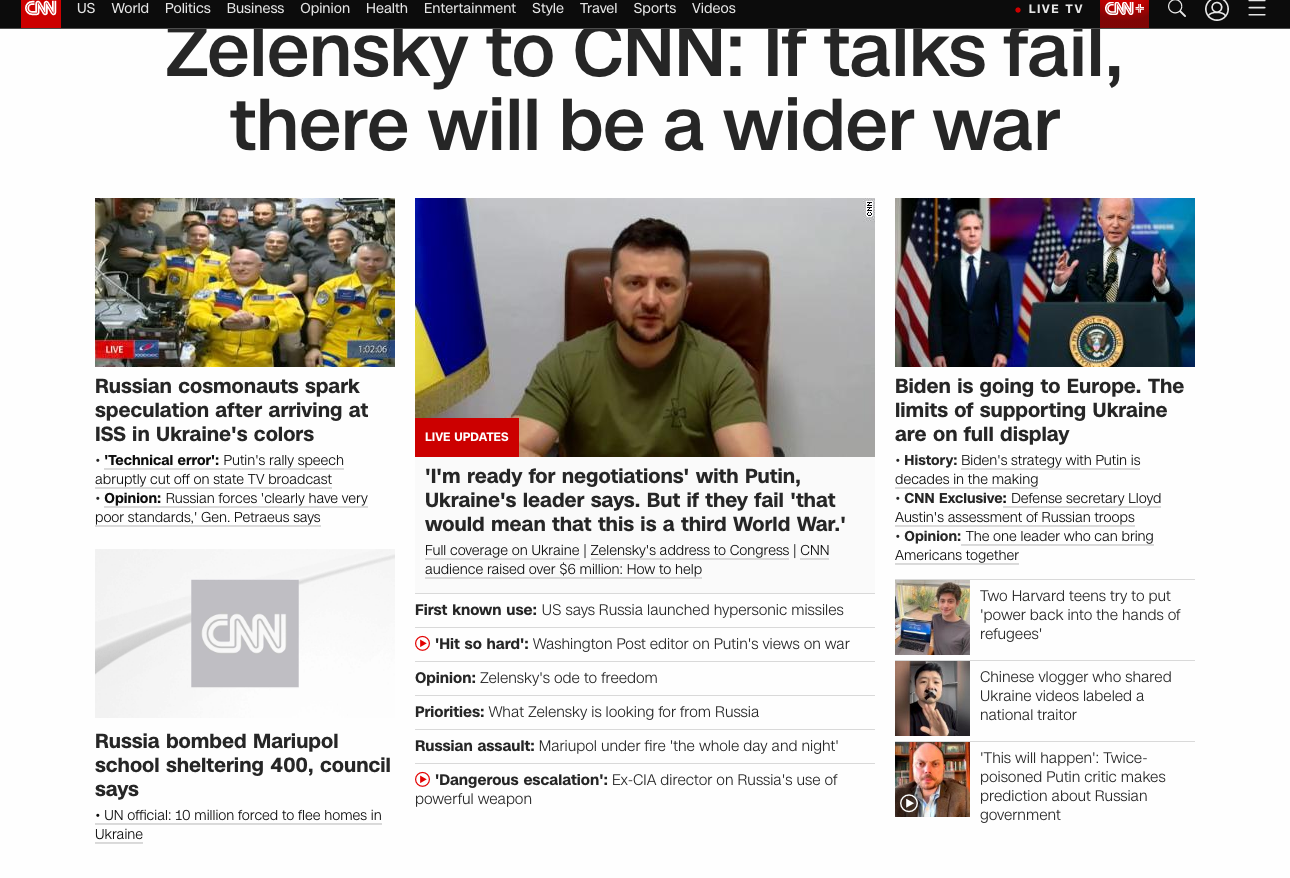 CNN
US World Politics Business Opinion Health Entertainment Style Travel Sports Videos
LIVE TV
CNN+
Zelensky to CNN: If talks fail,
there will be a wider war
LIVE
1:02:06
Russian cosmonauts spark
speculation after arriving at
ISS in Ukraine's colors
• 'Technical error': Putin's rally speech
abruptly cut off on state TV broadcast
• Opinion: Russian forces 'clearly have very
poor standards,' Gen. Petraeus says
CNN
Russia bombed Mariupol
school sheltering 400, council
says
• UN official: 10 million forced to flee homes in
Ukraine
CNN
LIVE UPDATES
'I'm ready for negotiations' with Putin,
Ukraine's leader says. But if they fail 'that
would mean that this is a third World War.'
Full coverage on Ukraine | Zelensky's address to Congress | CNN
audience raised over $6 million: How to help
First known use: US says Russia launched hypersonic missiles
'Hit so hard': Washington Post editor on Putin's views on war
Opinion: Zelensky's ode to freedom
Priorities: What Zelensky is looking for from Russia
Russian assault: Mariupol under fire 'the whole day and night'
'Dangerous escalation': Ex-CIA director on Russia's use of
powerful weapon
Biden is going to Europe. The
limits of supporting Ukraine
are on full display
• History: Biden's strategy with Putin is
decades in the making
• CNN Exclusive: Defense secretary Lloyd
Austin's assessment of Russian troops
• Opinion: The one leader who can bring
Americans together
Two Harvard teens try to put
'power back into the hands of
refugees'
Chinese vlogger who shared
Ukraine videos labeled a
national traitor
'This will happen': Twice-
poisoned Putin critic makes
prediction about Russian
government